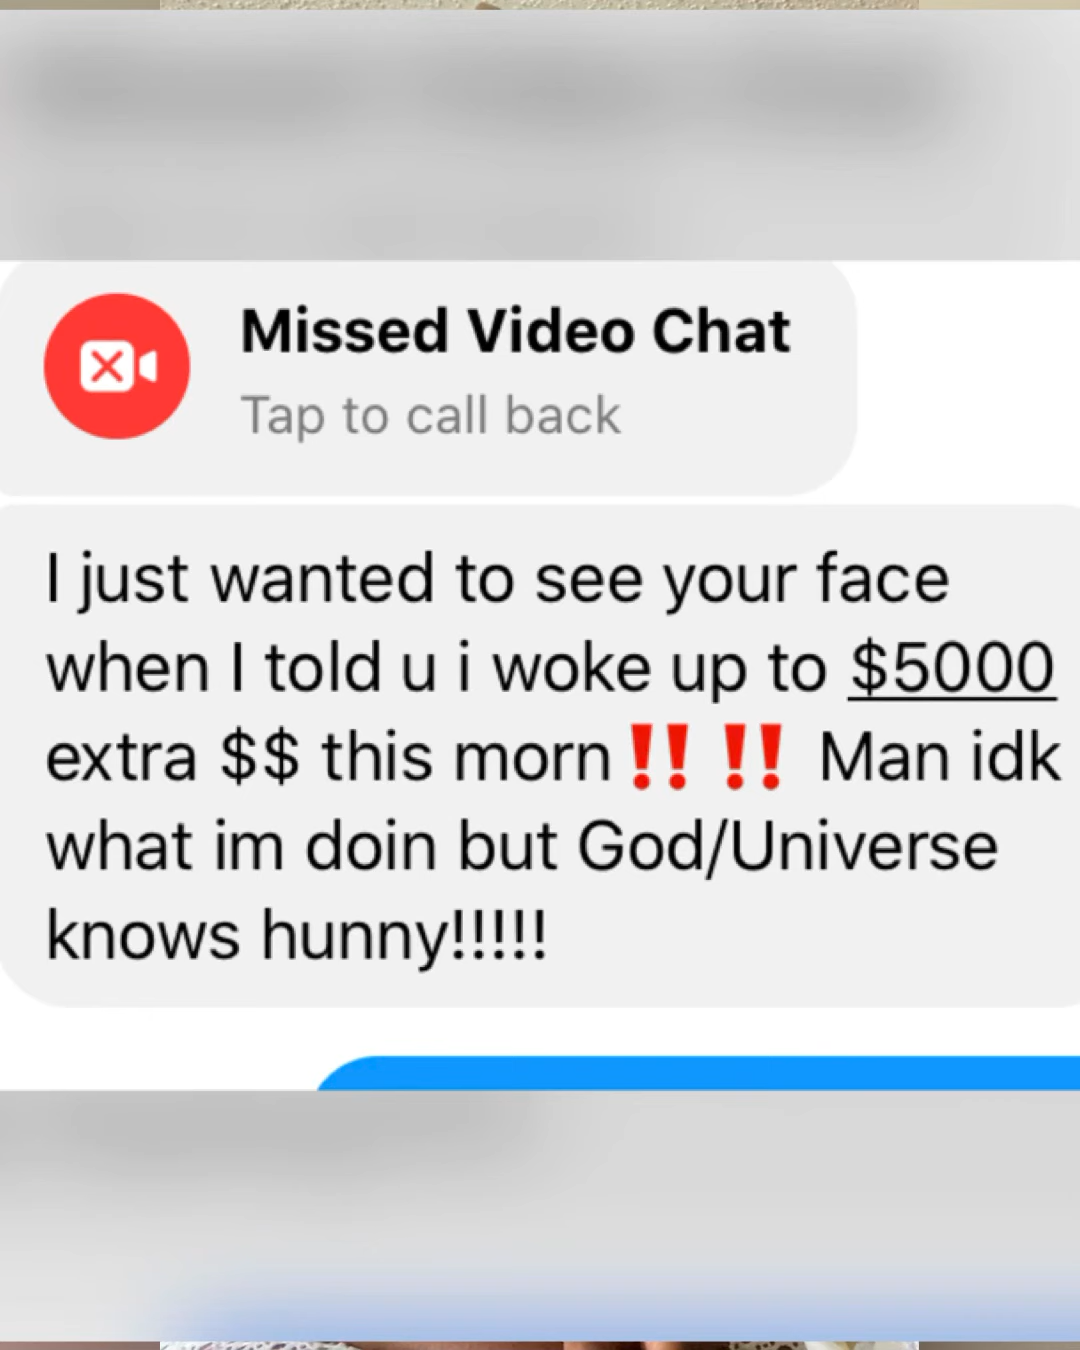 Missed Video Chat
Tap to call back
I just wanted to see your face
when I told u i woke up to $5000
extra $$ this morn‼️ ‼️ Man idk
what im doin but God/Universe
knows hunny!!!!!